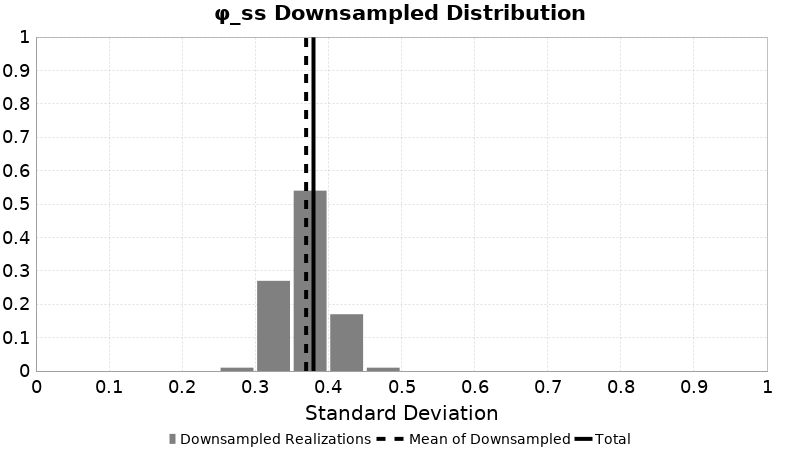 φ_ss Downsampled Distribution
1
0.9
0.8
0.7
0.6
0.5
0.4
0.3
0.2
0.1
0
0 0.1 0.2 0.3 0.4 0.5 0.6 0.7 0.8 0.9 1
Standard Deviation
Downsampled Realizations Mean of Downsampled Total